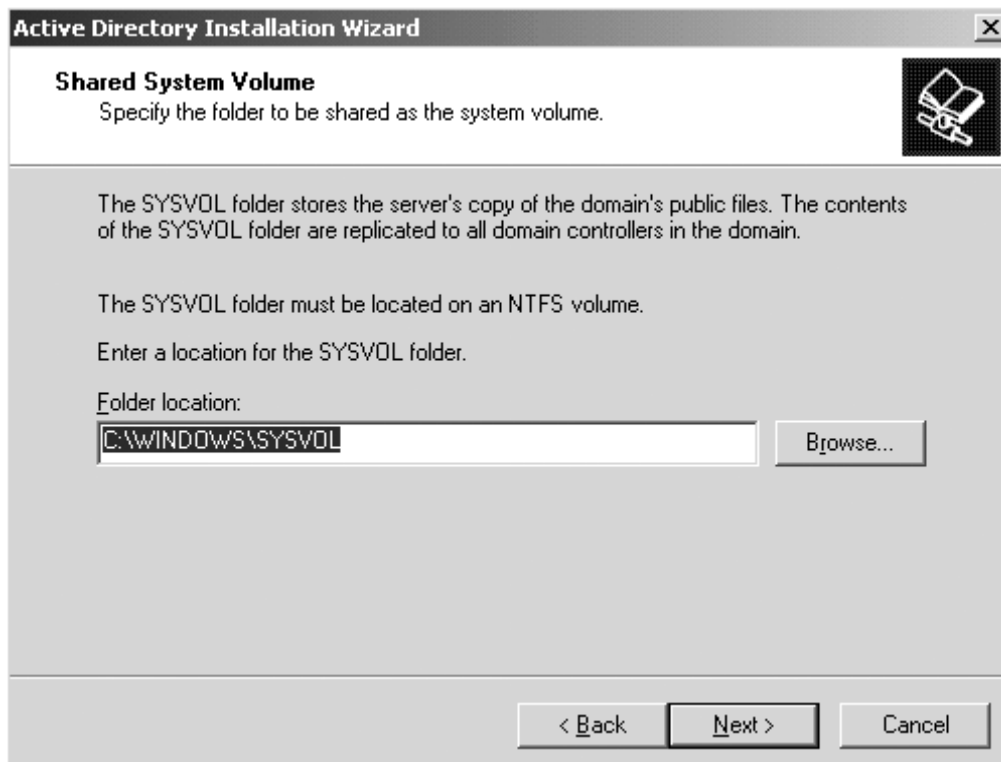 Active Directory Installation Wizard
Shared System Volume
Specify the folder to be shared as the system volume.
The SYSVOL folder stores the server's copy of the domain's public files. The contents
of the SYSVOL folder are replicated to all domain controllers in the domain.
The SYSVOL folder must be located on an NTFS volume.
Enter a location for the SYSVOL folder.
Folder location:
C:\WINDOWS\SYSVOL
Browse...
< Back
Next >
Cancel